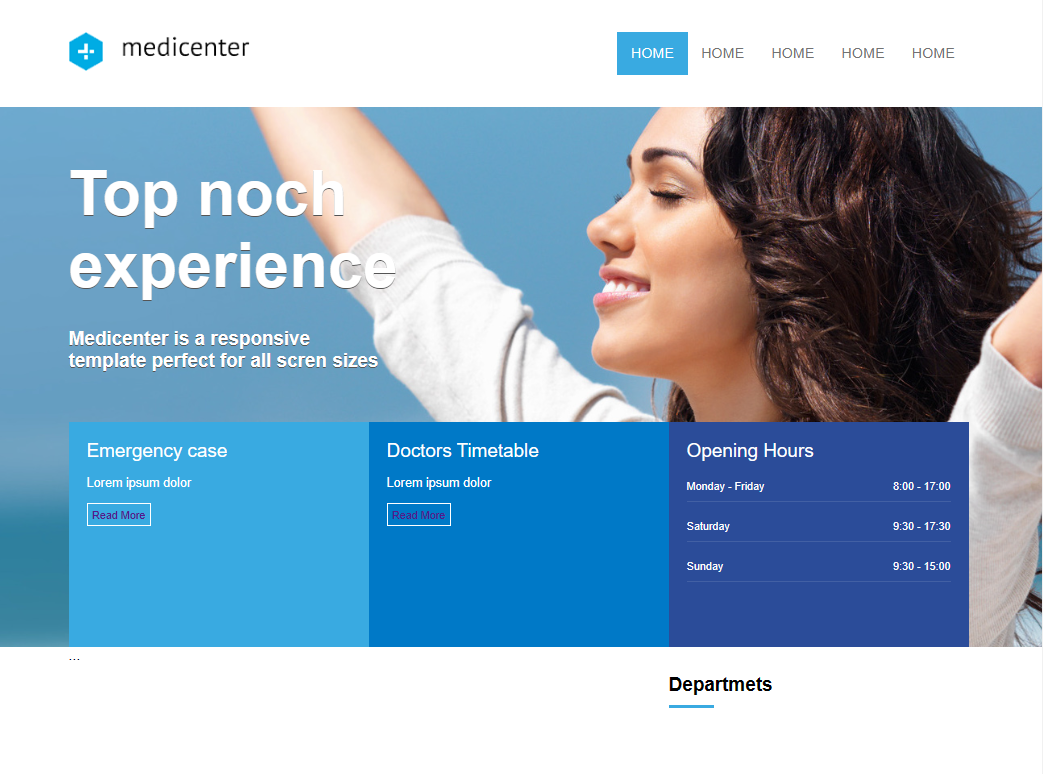 medicenter
HOME HOME HOME HOME HOME
Top noch
experience
Medicenter is a responsive
template perfect for all scren sizes
Emergency case
Lorem ipsum dolor
Read More
Doctors Timetable
Lorem ipsum dolor
Read More
Opening Hours
Monday - Friday 8:00 - 17:00
Saturday 9:30 - 17:30
Sunday 9:30 - 15:00
...
Departmets